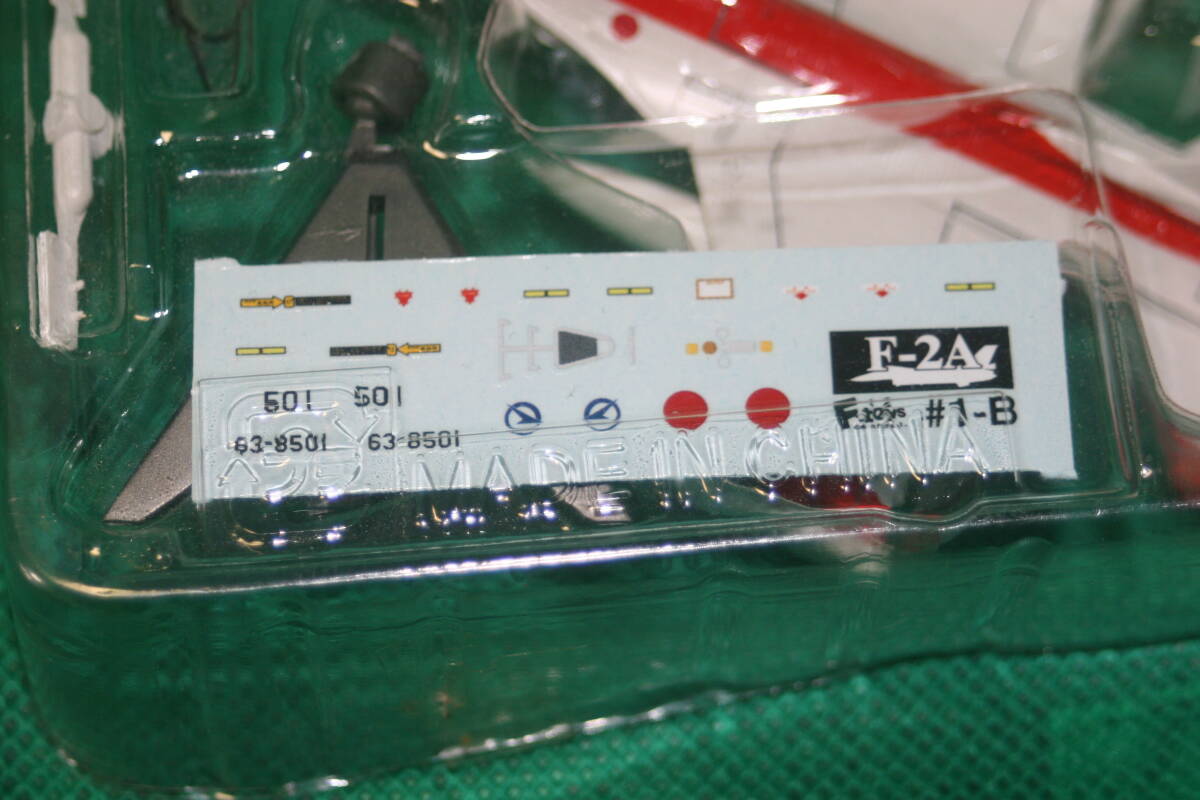 F-2A
501 501
F toys #1-B
63-8501 63-8501
MADE IN CHINA